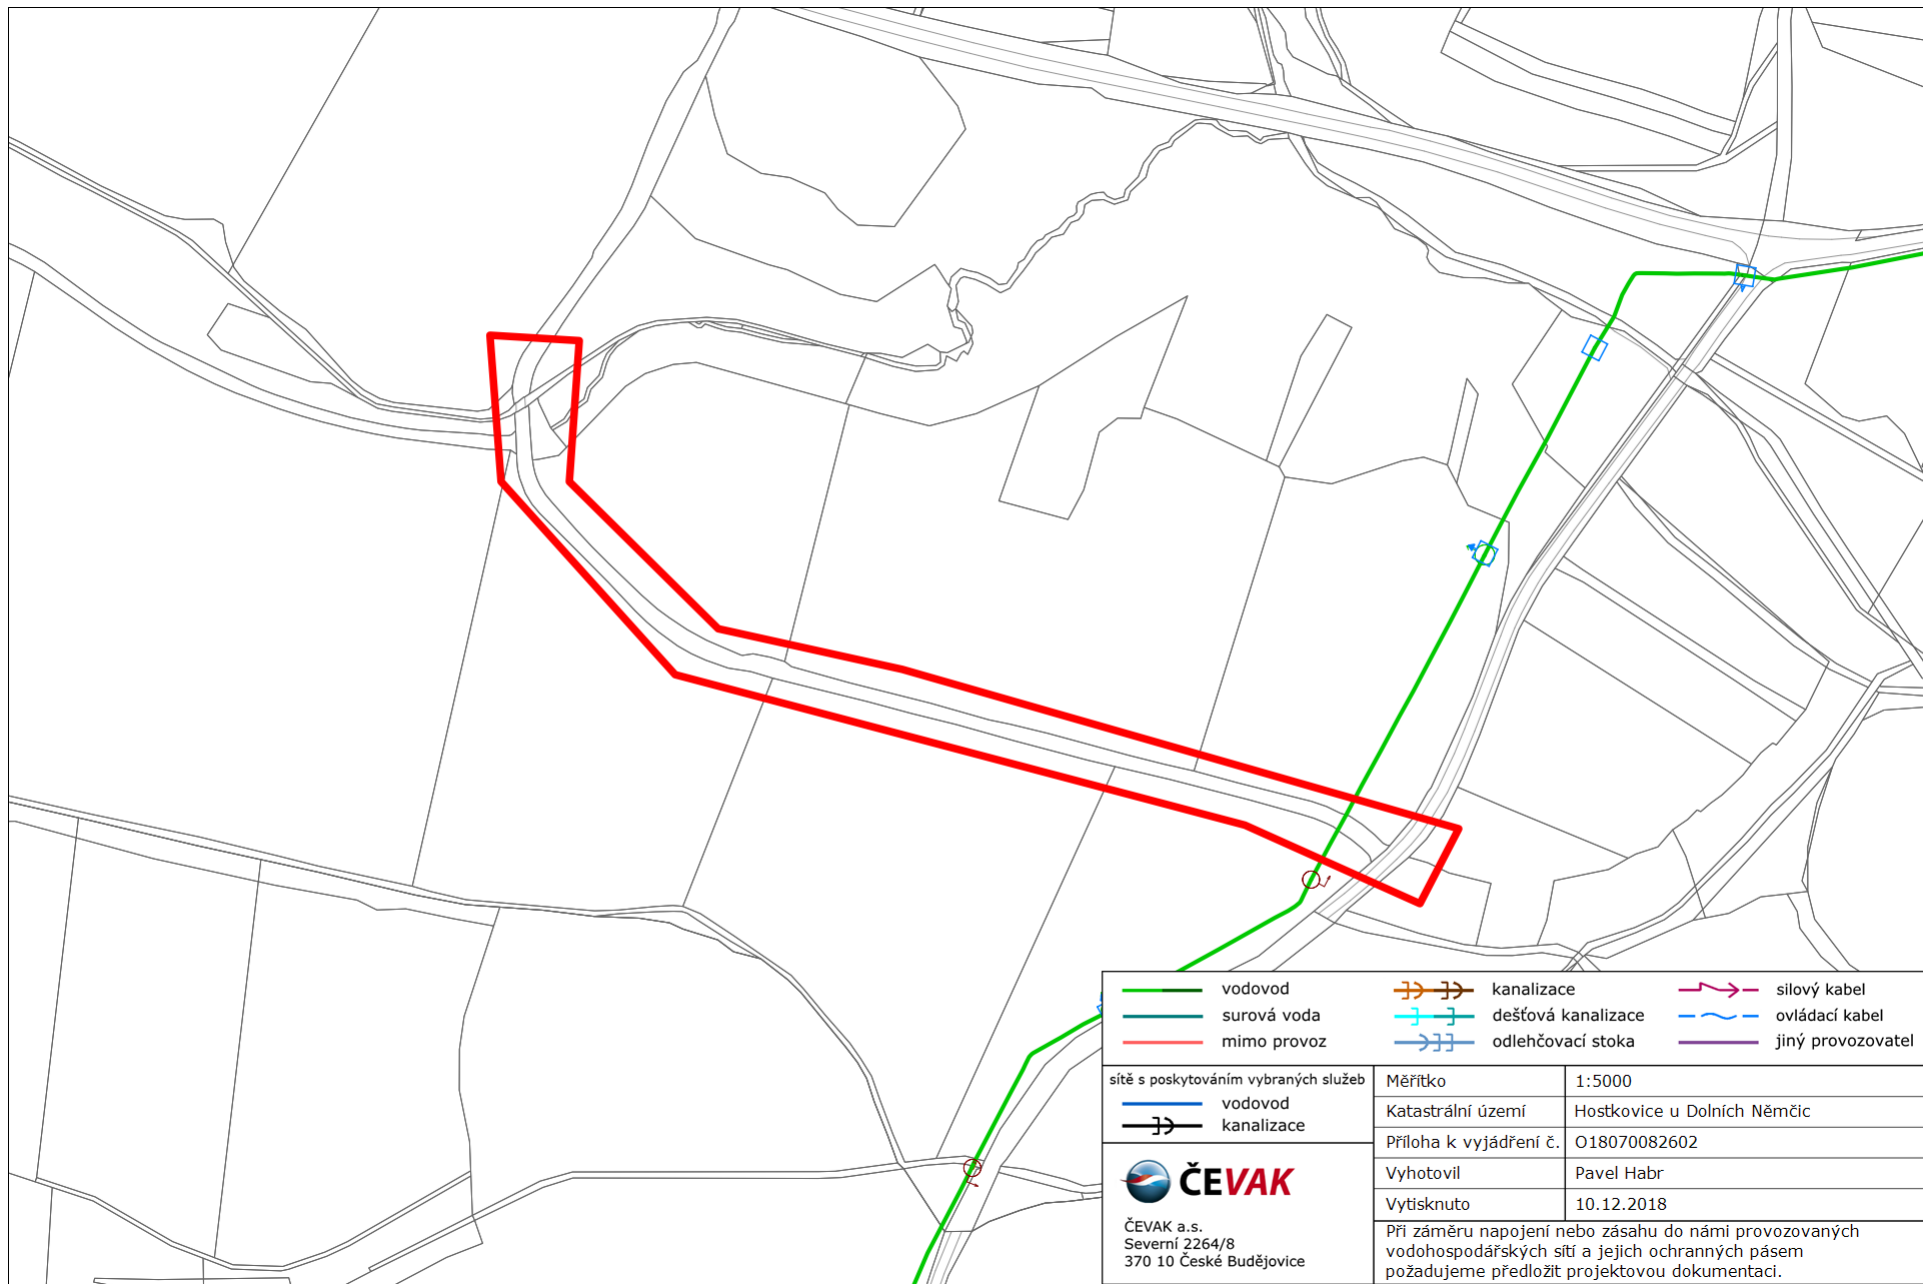 vodovod
surová voda
mimo provoz
kanalizace
dešťová kanalizace
odlehčovací stoka
silový kabel
ovládací kabel
jiný provozovatel
sítě s poskytováním vybraných služeb
vodovod
kanalizace
ČEVAK
ČEVAK a.s.
Severní 2264/8
370 10 České Budějovice
Měřítko 1:5000
Katastrální území Hostkovice u Dolních Němčic
Příloha k vyjádření č. O18070082602
Vyhotovil Pavel Habr
Vytisknuto 10.12.2018
Při záměru napojení nebo zásahu do námi provozovaných
vodohospodářských sítí a jejich ochranných pásem
požadujeme předložit projektovou dokumentaci.